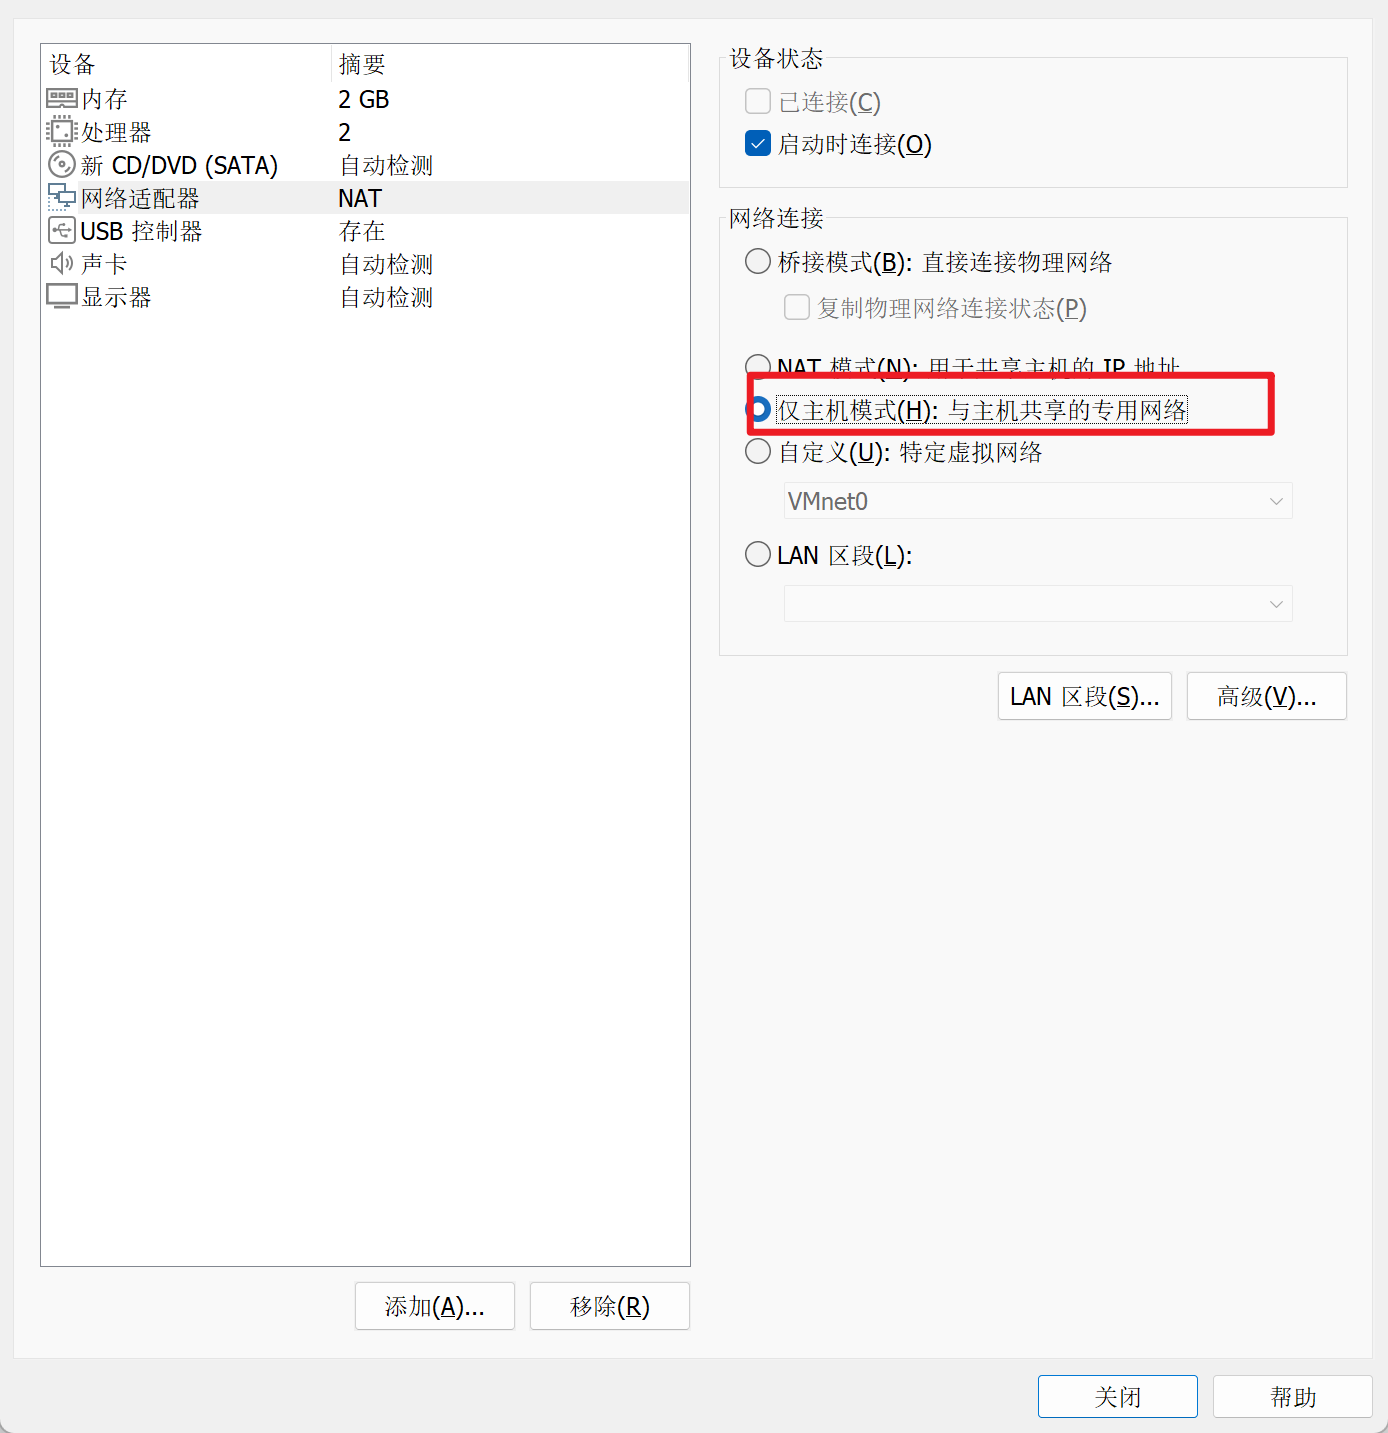 设备 摘要
内存 2 GB
处理器 2
新 CD/DVD (SATA) 自动检测
网络适配器 NAT
USB 控制器 存在
声卡 自动检测
显示器 自动检测
添加(A)... 移除(R)
设备状态
已连接(C)
启动时连接(O)
网络连接
桥接模式(B): 直接连接物理网络
复制物理网络连接状态(P)
NAT 模式(N): 用于共享主机的 IP 地址
仅主机模式(H): 与主机共享的专用网络
自定义(U): 特定虚拟网络
VMnet0
LAN 区段(L):
LAN 区段(S)... 高级(V)...
关闭 帮助